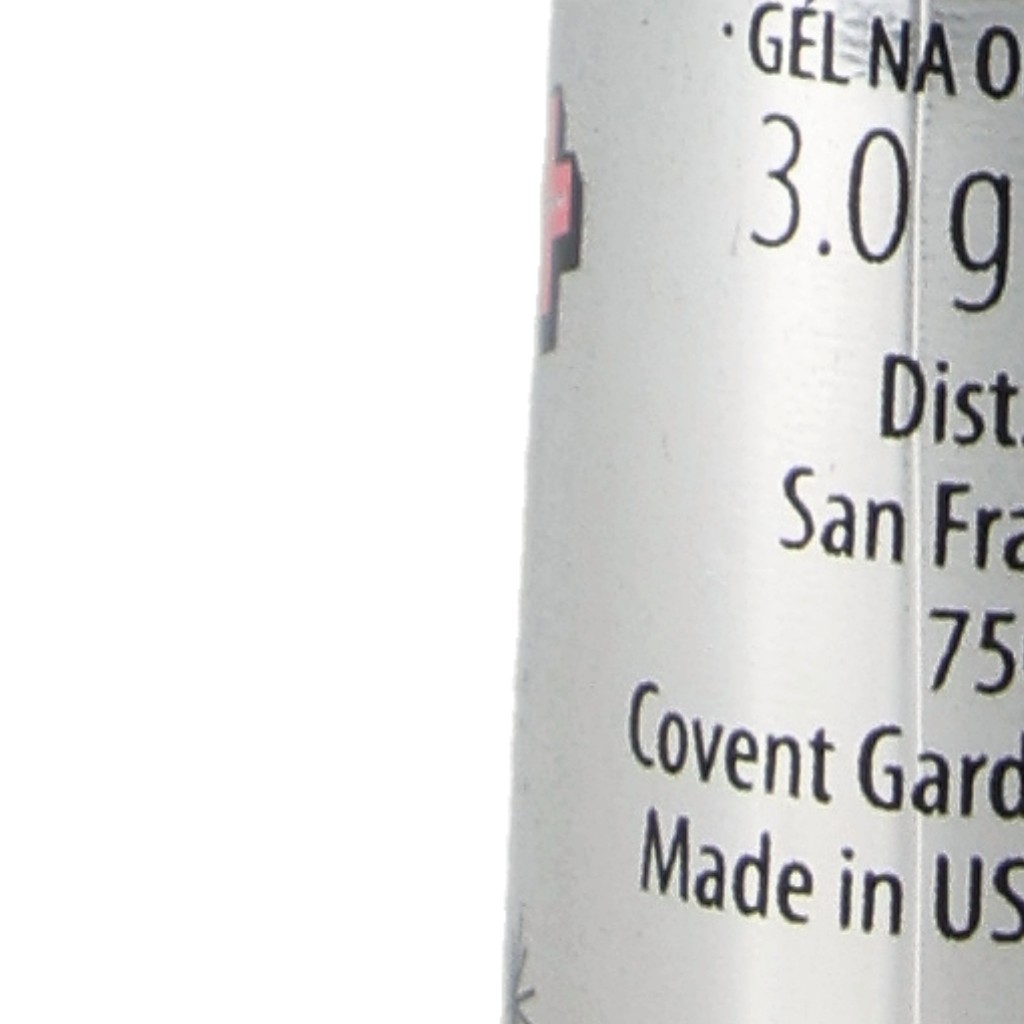 · GÉL NA O
3.0 g
Dist.
San Fra
75
Covent Gard
Made in US